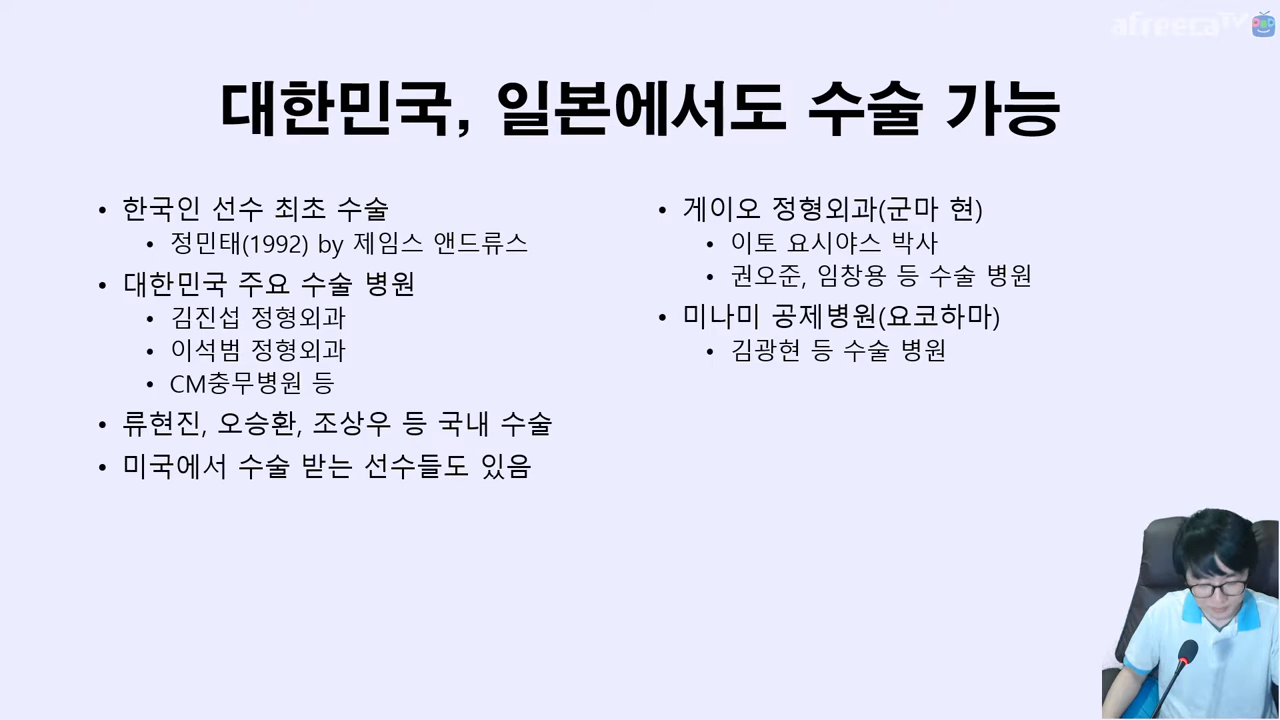 afreecaTV
대한민국, 일본에서도 수술 가능
• 한국인 선수 최초 수술
• 정민태(1992) by 제임스 앤드류스
• 대한민국 주요 수술 병원
• 김진섭 정형외과
• 이석범 정형외과
• CM충무병원 등
• 류현진, 오승환, 조상우 등 국내 수술
• 미국에서 수술 받는 선수들도 있음
• 게이오 정형외과(군마 현)
• 이토 요시야스 박사
• 권오준, 임창용 등 수술 병원
• 미나미 공제병원(요코하마)
• 김광현 등 수술 병원